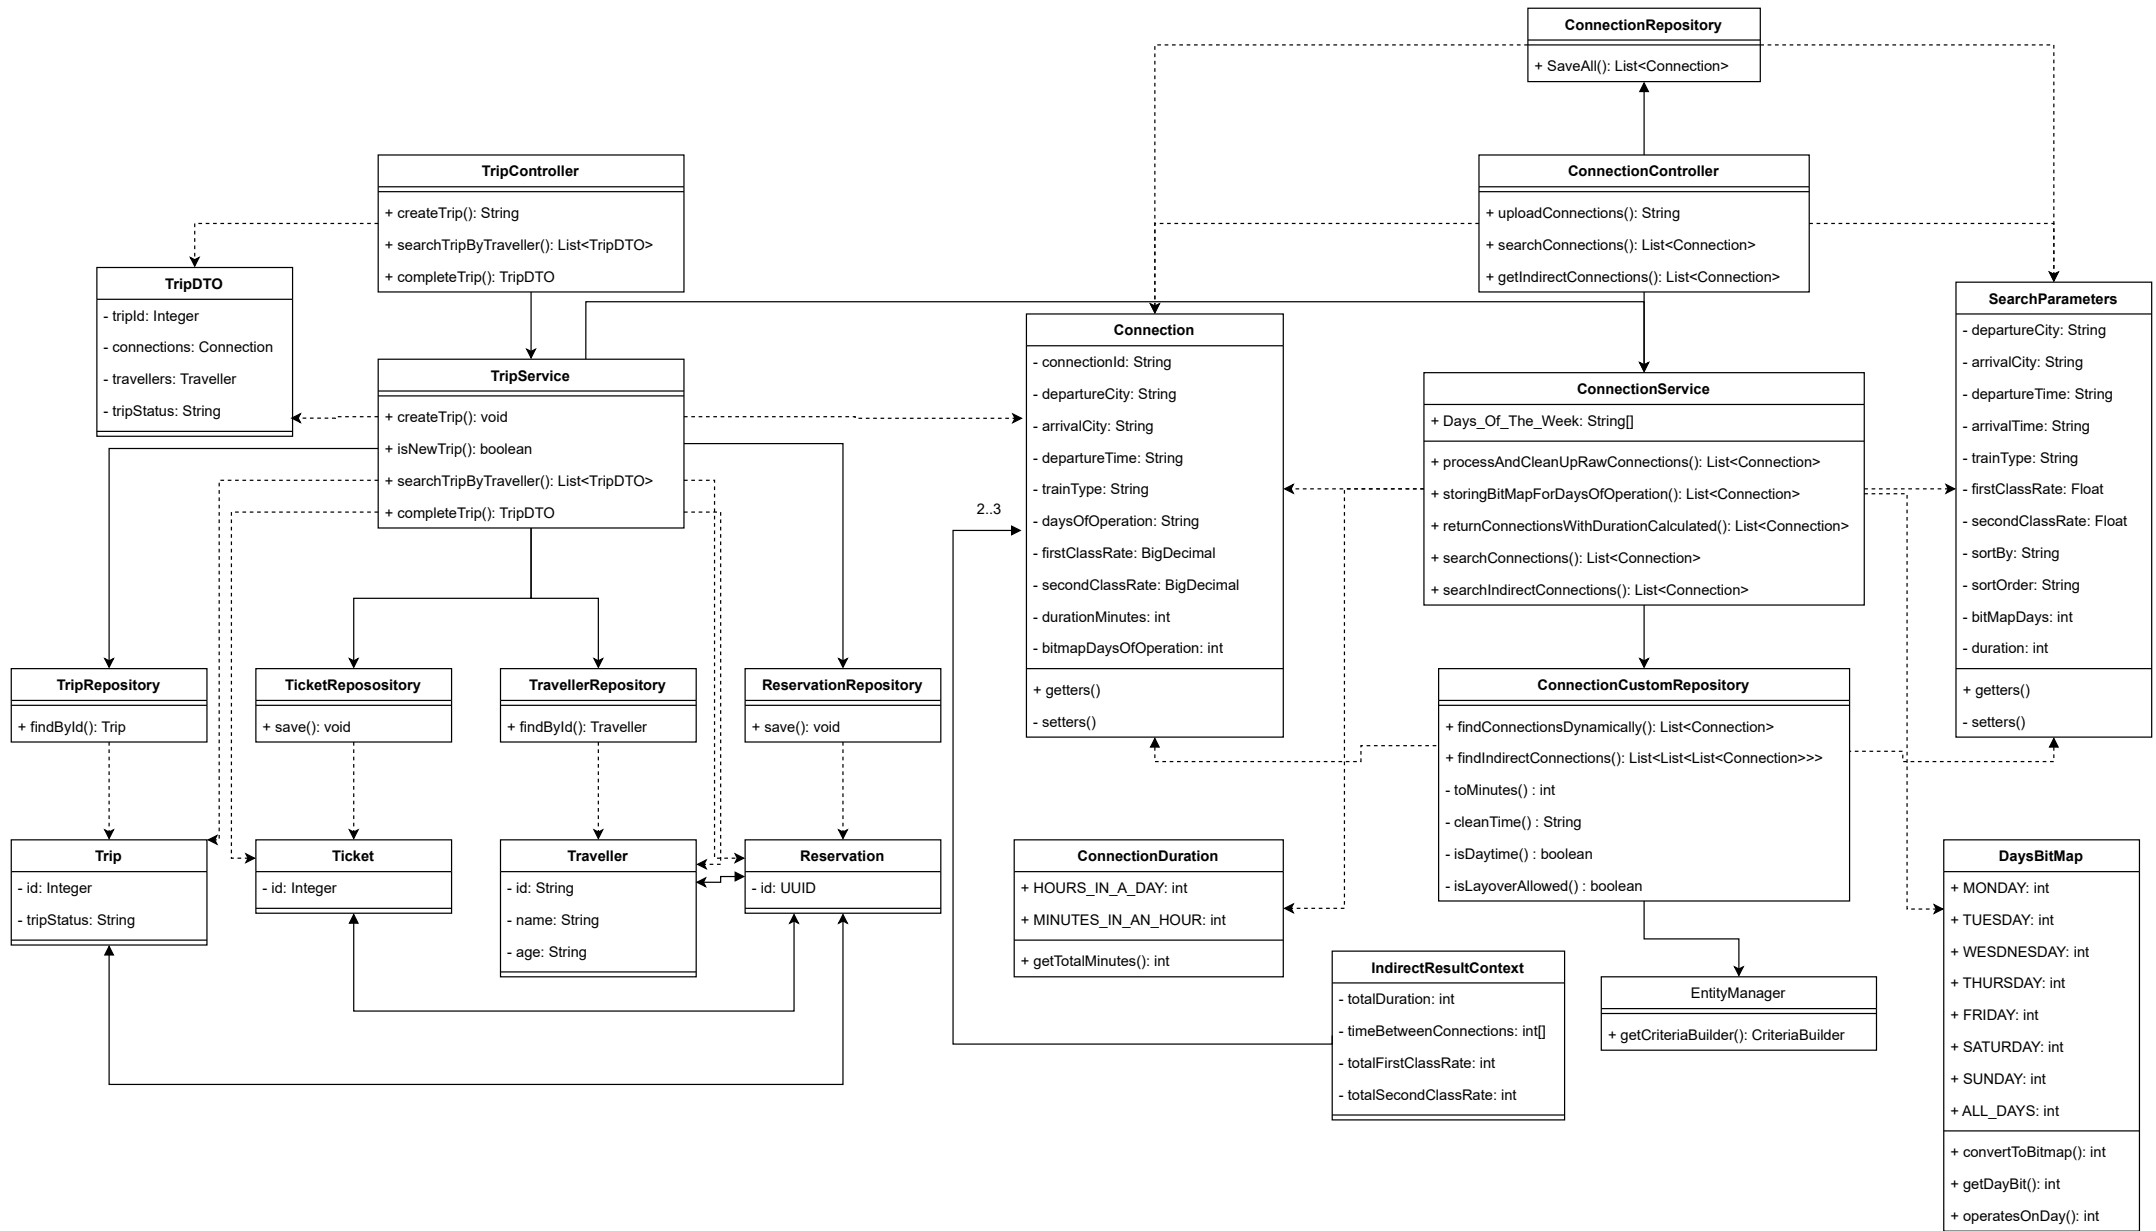 ConnectionRepository
+ SaveAll(): List<Connection>
TripController
+ createTrip(): String
+ searchTripByTraveller(): List<TripDTO>
+ completeTrip(): TripDTO
ConnectionController
+ uploadConnections(): String
+ searchConnections(): List<Connection>
+ getIndirectConnections(): List<Connection>
TripDTO
- tripId: Integer
- connections: Connection
- travellers: Traveller
- tripStatus: String
TripService
+ createTrip(): void
+ isNewTrip(): boolean
+ searchTripByTraveller(): List<TripDTO>
+ completeTrip(): TripDTO
Connection
- connectionId: String
- departureCity: String
- arrivalCity: String
- departureTime: String
- trainType: String
- daysOfOperation: String
- firstClassRate: BigDecimal
- secondClassRate: BigDecimal
- durationMinutes: int
- bitmapDaysOfOperation: int
+ getters()
- setters()
2..3
ConnectionService
+ Days_Of_The_Week: String[]
+ processAndCleanUpRawConnections(): List<Connection>
+ storingBitMapForDaysOfOperation(): List<Connection>
+ returnConnectionsWithDurationCalculated(): List<Connection>
+ searchConnections(): List<Connection>
+ searchIndirectConnections(): List<Connection>
SearchParameters
- departureCity: String
- arrivalCity: String
- departureTime: String
- arrivalTime: String
- trainType: String
- firstClassRate: Float
- secondClassRate: Float
- sortBy: String
- sortOrder: String
- bitMapDays: int
- duration: int
+ getters()
- setters()
TripRepository
+ findById(): Trip
TicketReposository
+ save(): void
TravellerRepository
+ findById(): Traveller
ReservationRepository
+ save(): void
ConnectionCustomRepository
+ findConnectionsDynamically(): List<Connection>
+ findIndirectConnections(): List<List<List<Connection>>>
- toMinutes() : int
- cleanTime() : String
- isDaytime() : boolean
- isLayoverAllowed() : boolean
Trip
- id: Integer
- tripStatus: String
Ticket
- id: Integer
Traveller
- id: String
- name: String
- age: String
Reservation
- id: UUID
ConnectionDuration
+ HOURS_IN_A_DAY: int
+ MINUTES_IN_AN_HOUR: int
+ getTotalMinutes(): int
IndirectResultContext
- totalDuration: int
- timeBetweenConnections: int[]
- totalFirstClassRate: int
- totalSecondClassRate: int
EntityManager
+ getCriteriaBuilder(): CriteriaBuilder
DaysBitMap
+ MONDAY: int
+ TUESDAY: int
+ WESDNESDAY: int
+ THURSDAY: int
+ FRIDAY: int
+ SATURDAY: int
+ SUNDAY: int
+ ALL_DAYS: int
+ convertToBitmap(): int
+ getDayBit(): int
+ operatesOnDay(): int